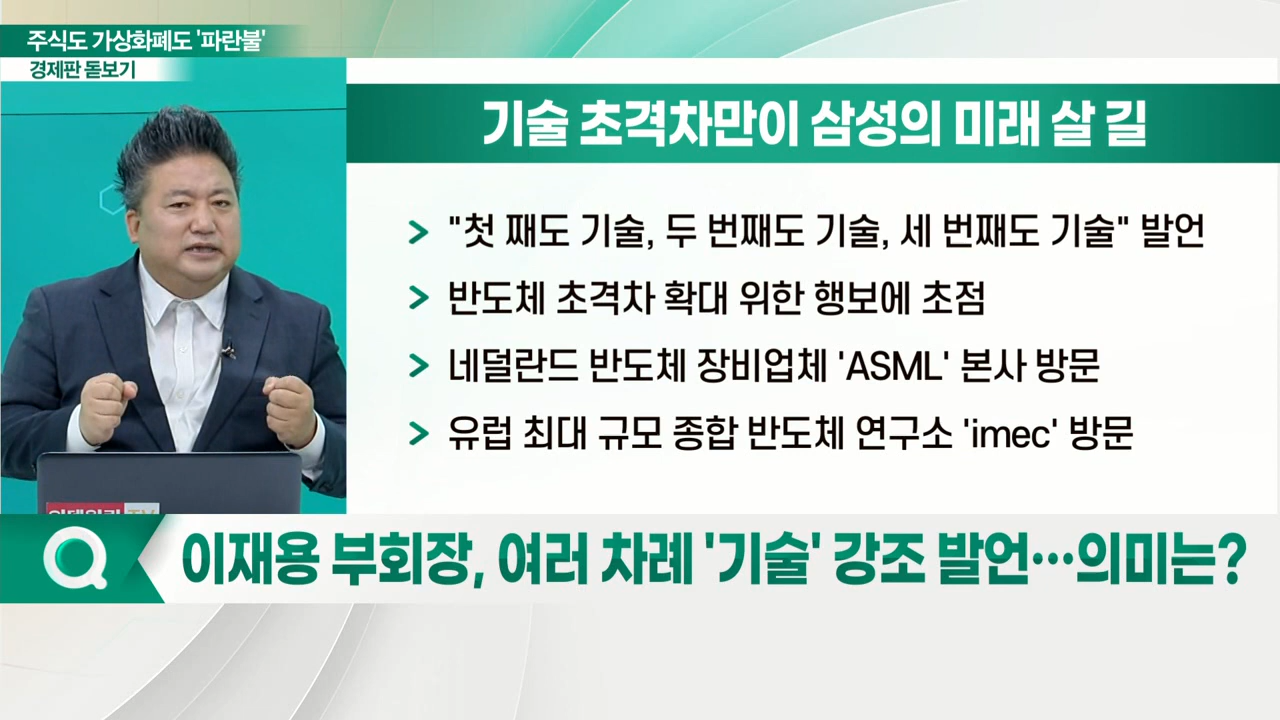 주식도 가상화폐도 '파란불'
경제판 돋보기
기술 초격차만이 삼성의 미래 살 길
"첫 째도 기술, 두 번째도 기술, 세 번째도 기술" 발언
반도체 초격차 확대 위한 행보에 초점
네덜란드 반도체 장비업체 'ASML' 본사 방문
유럽 최대 규모 종합 반도체 연구소 'imec' 방문
TV
이재용 부회장, 여러 차례 '기술' 강조 발언…의미는?